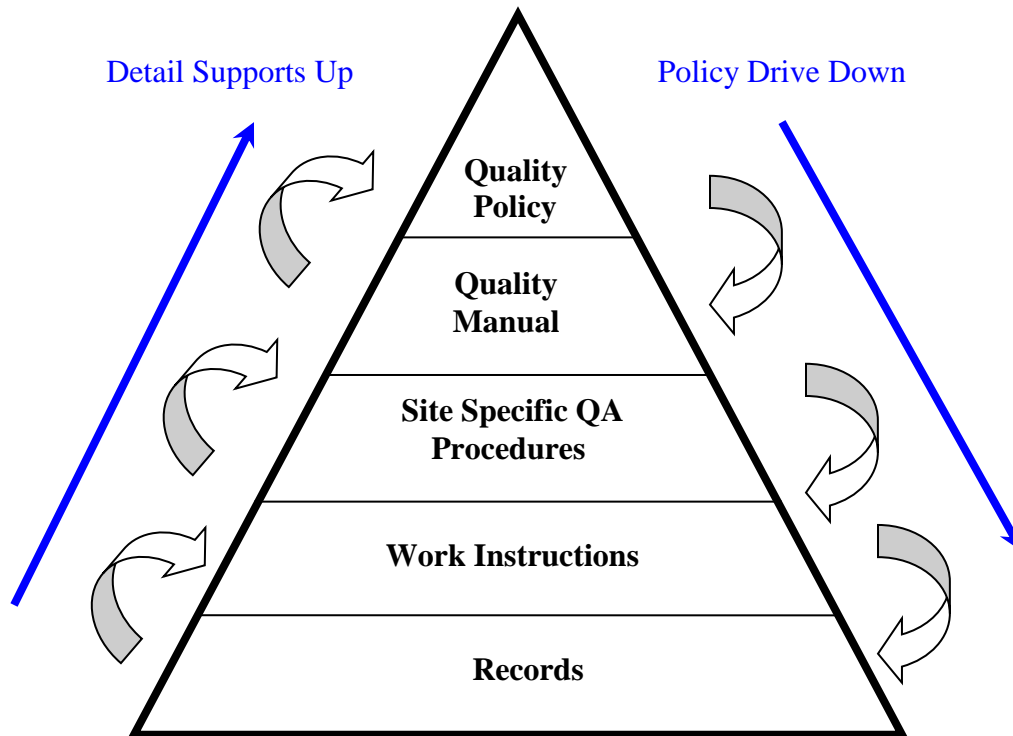 Detail Supports Up
Policy Drive Down
Quality
Policy
Quality
Manual
Site Specific QA
Procedures
Work Instructions
Records